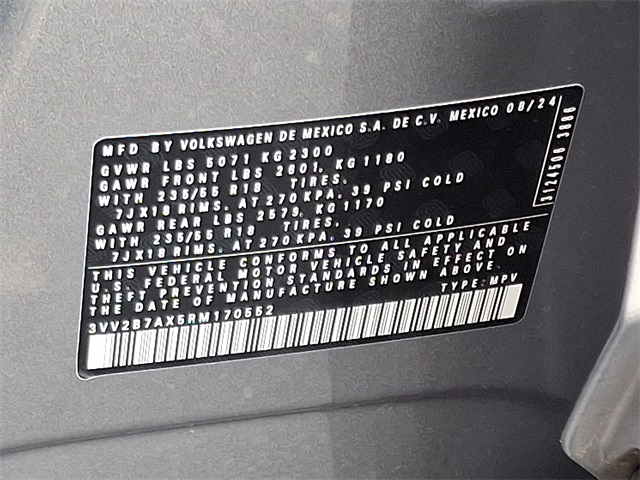 MFD BY VOLKSWAGEN DE MEXICO S.A. DE C.V. MEXICO 08/24
GVWR LBS 5071 KG 2300
GAWR FRONT LBS 2601, KG 1180
WITH 235/55 R18 TIRES,
7JX18 RIMS, AT 270 KPA, 39 PSI COLD
GAWR REAR LBS 2579, KG 1170
WITH 235/55 R18 TIRES,
7JX18 RIMS, AT 270 KPA, 39 PSI COLD
THIS VEHICLE CONFORMS TO ALL APPLICABLE
U.S. FEDERAL MOTOR VEHICLE SAFETY AND
THEFT PREVENTION STANDARDS IN EFFECT ON
THE DATE OF MANUFACTURE SHOWN ABOVE.
TYPE: MPV
3VV2B7AX5RM170562
3124506 3806